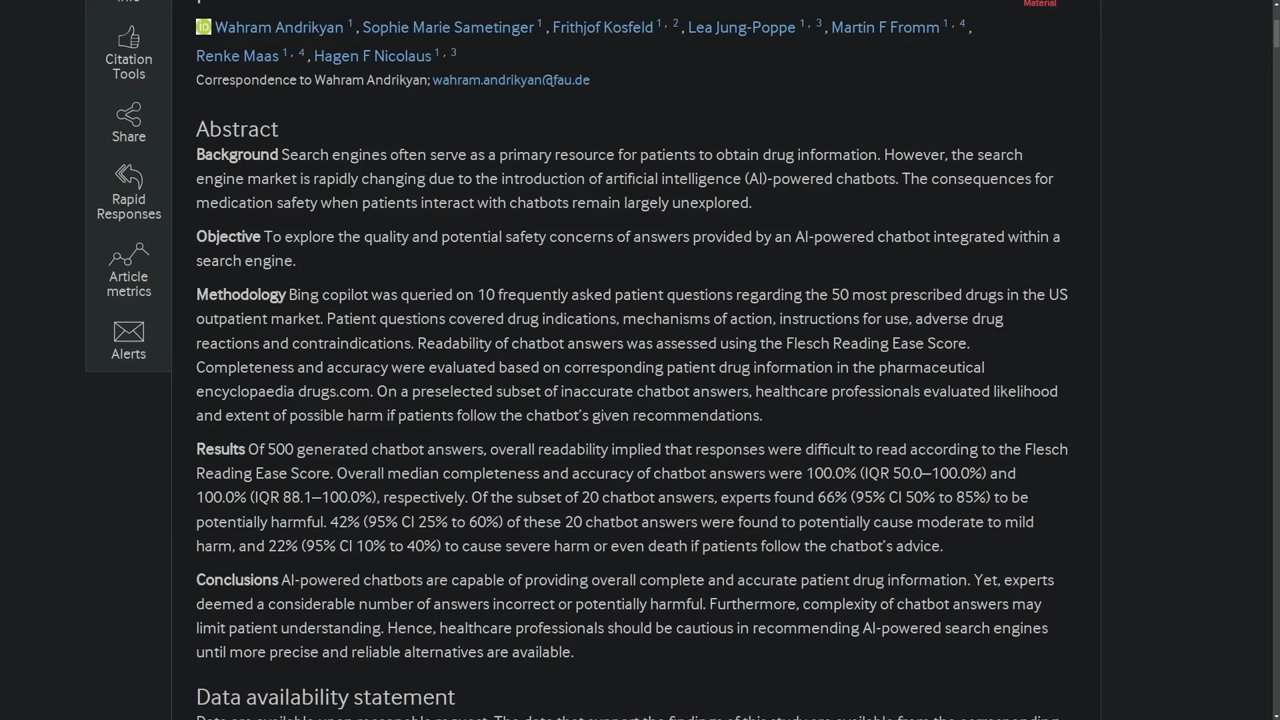 Material
Wahram Andrikyan 1, Sophie Marie Sametinger 1, Frithjof Kosfeld 1, 2, Lea Jung-Poppe 1, 3, Martin F Fromm 1, 4,
Renke Maas 1, 4, Hagen F Nicolaus 1, 3
Correspondence to Wahram Andrikyan; wahram.andrikyan@fau.de
Citation
Tools
Share
Rapid
Responses
Article
metrics
Alerts
Abstract
Background Search engines often serve as a primary resource for patients to obtain drug information. However, the search
engine market is rapidly changing due to the introduction of artificial intelligence (AI)-powered chatbots. The consequences for
medication safety when patients interact with chatbots remain largely unexplored.
Objective To explore the quality and potential safety concerns of answers provided by an AI-powered chatbot integrated within a
search engine.
Methodology Bing copilot was queried on 10 frequently asked patient questions regarding the 50 most prescribed drugs in the US
outpatient market. Patient questions covered drug indications, mechanisms of action, instructions for use, adverse drug
reactions and contraindications. Readability of chatbot answers was assessed using the Flesch Reading Ease Score.
Completeness and accuracy were evaluated based on corresponding patient drug information in the pharmaceutical
encyclopaedia drugs.com. On a preselected subset of inaccurate chatbot answers, healthcare professionals evaluated likelihood
and extent of possible harm if patients follow the chatbot's given recommendations.
Results Of 500 generated chatbot answers, overall readability implied that responses were difficult to read according to the Flesch
Reading Ease Score. Overall median completeness and accuracy of chatbot answers were 100.0% (IQR 50.0–100.0%) and
100.0% (IQR 88.1–100.0%), respectively. Of the subset of 20 chatbot answers, experts found 66% (95% CI 50% to 85%) to be
potentially harmful. 42% (95% CI 25% to 60%) of these 20 chatbot answers were found to potentially cause moderate to mild
harm, and 22% (95% CI 10% to 40%) to cause severe harm or even death if patients follow the chatbot's advice.
Conclusions AI-powered chatbots are capable of providing overall complete and accurate patient drug information. Yet, experts
deemed a considerable number of answers incorrect or potentially harmful. Furthermore, complexity of chatbot answers may
limit patient understanding. Hence, healthcare professionals should be cautious in recommending AI-powered search engines
until more precise and reliable alternatives are available.
Data availability statement